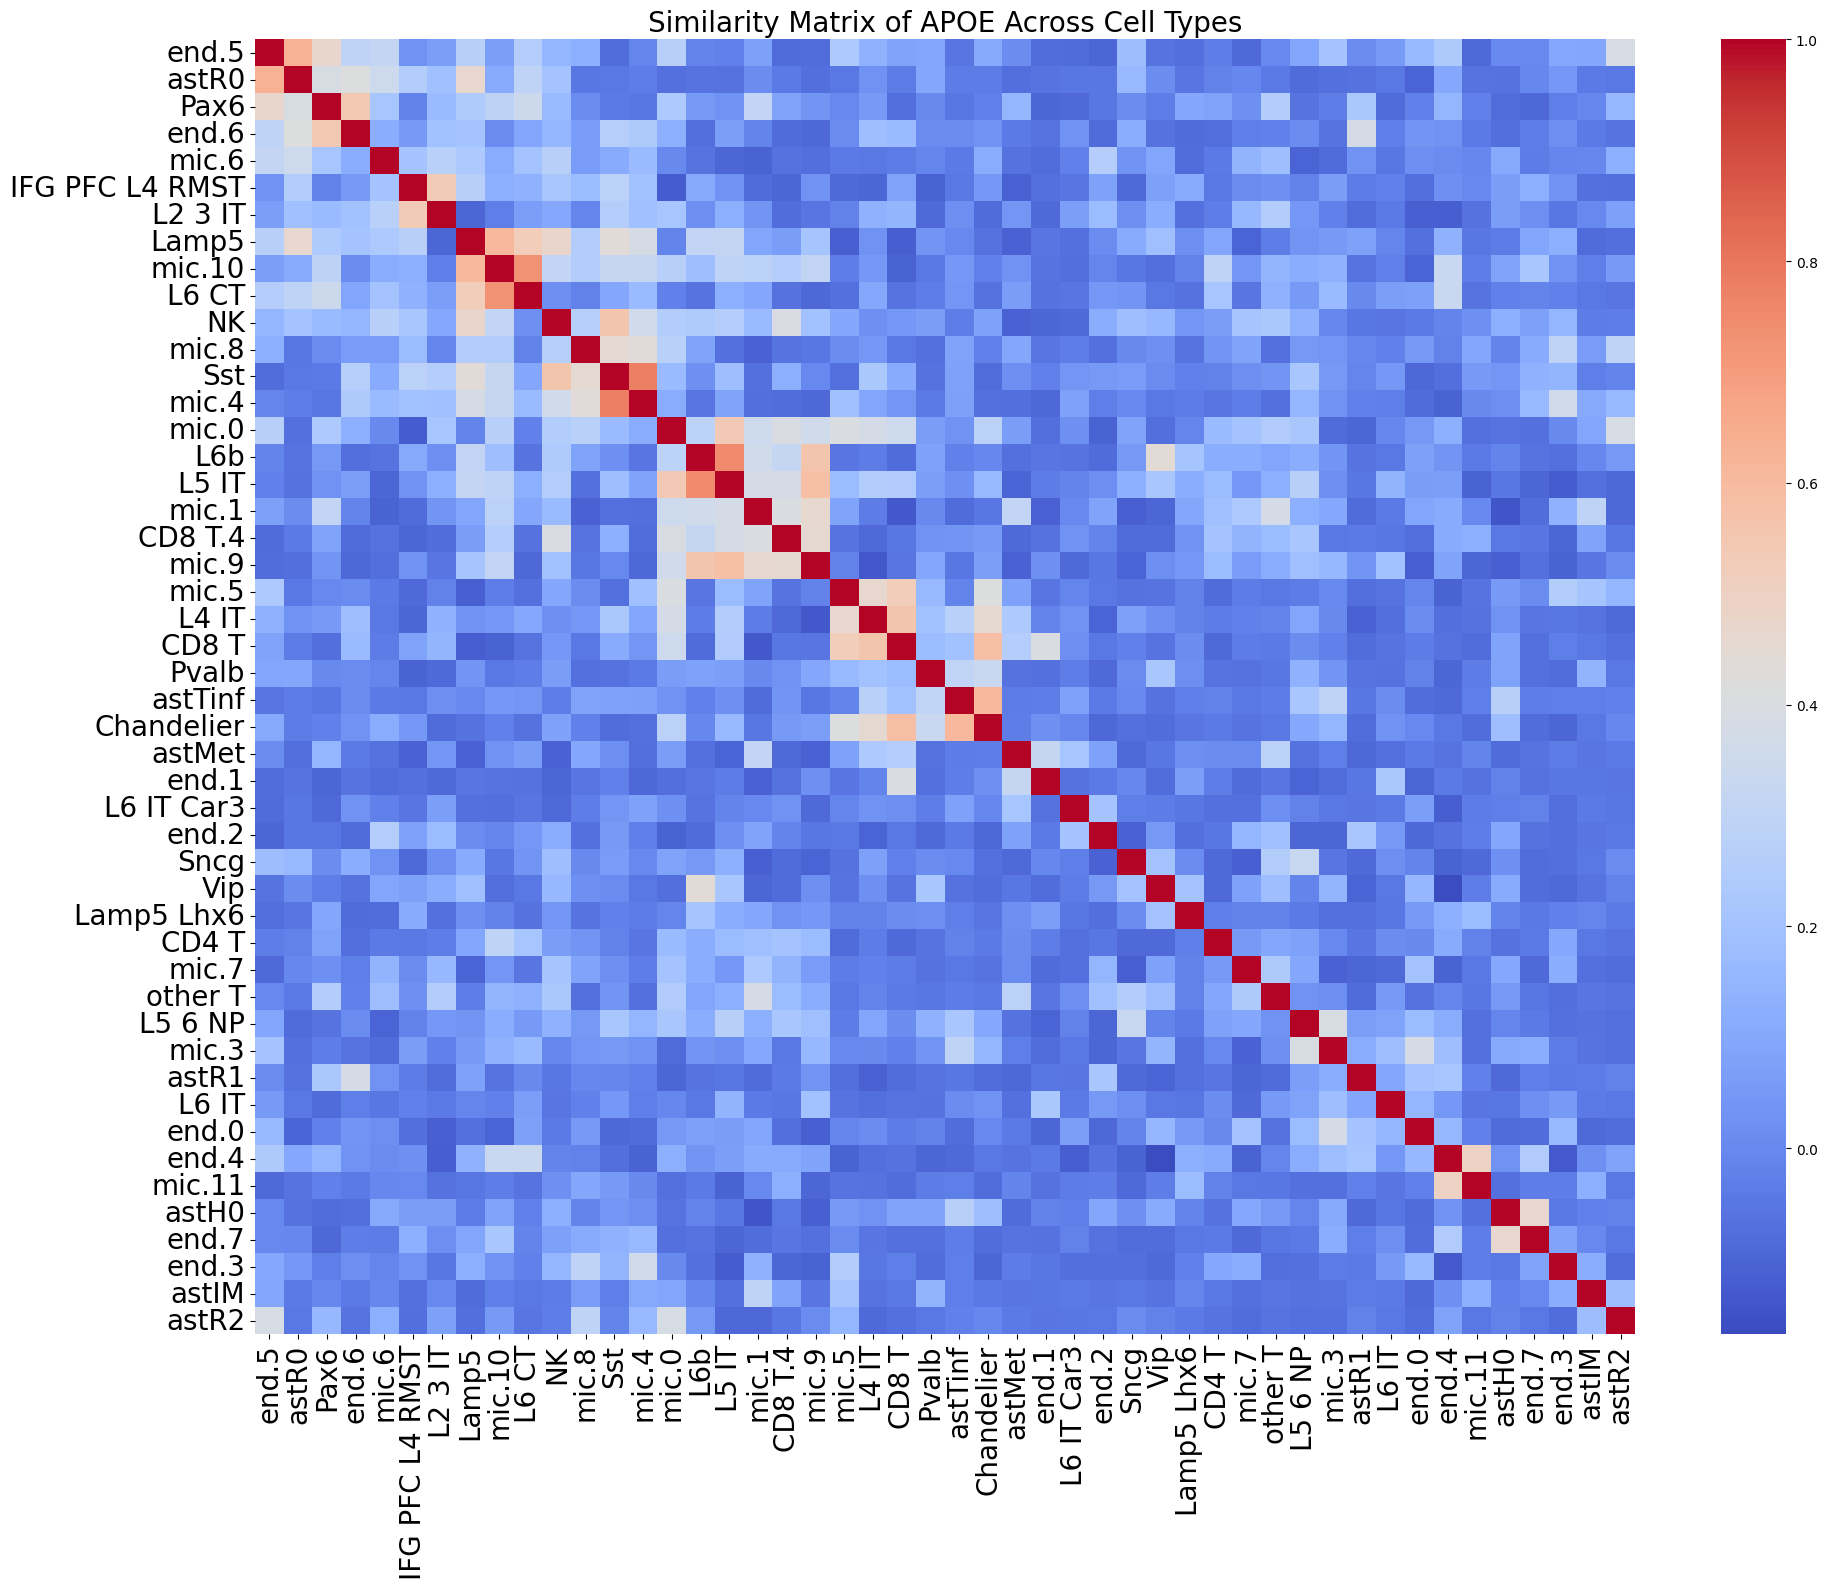 Similarity Matrix of APOE Across Cell Types
end.5
astR0
Pax6
end.6
mic.6
IFG PFC L4 RMST
L2 3 IT
Lamp5
mic.10
L6 CT
NK
mic.8
Sst
mic.4
mic.0
L6b
L5 IT
mic.1
CD8 T.4
mic.9
mic.5
L4 IT
CD8 T
Pvalb
astTinf
Chandelier
astMet
end.1
L6 IT Car3
end.2
Sncg
Vip
Lamp5 Lhx6
CD4 T
mic.7
other T
L5 6 NP
mic.3
astR1
L6 IT
end.0
end.4
mic.11
astH0
end.7
end.3
astIM
astR2
end.5
astR0
Pax6
end.6
mic.6
IFG PFC L4 RMST
L2 3 IT
Lamp5
mic.10
L6 CT
NK
mic.8
Sst
mic.4
mic.0
L6b
L5 IT
mic.1
CD8 T.4
mic.9
mic.5
L4 IT
CD8 T
Pvalb
astTinf
Chandelier
astMet
end.1
L6 IT Car3
end.2
Sncg
Vip
Lamp5 Lhx6
CD4 T
mic.7
other T
L5 6 NP
mic.3
astR1
L6 IT
end.0
end.4
mic.11
astH0
end.7
end.3
astIM
astR2
1.0
0.8
0.6
0.4
0.2
0.0